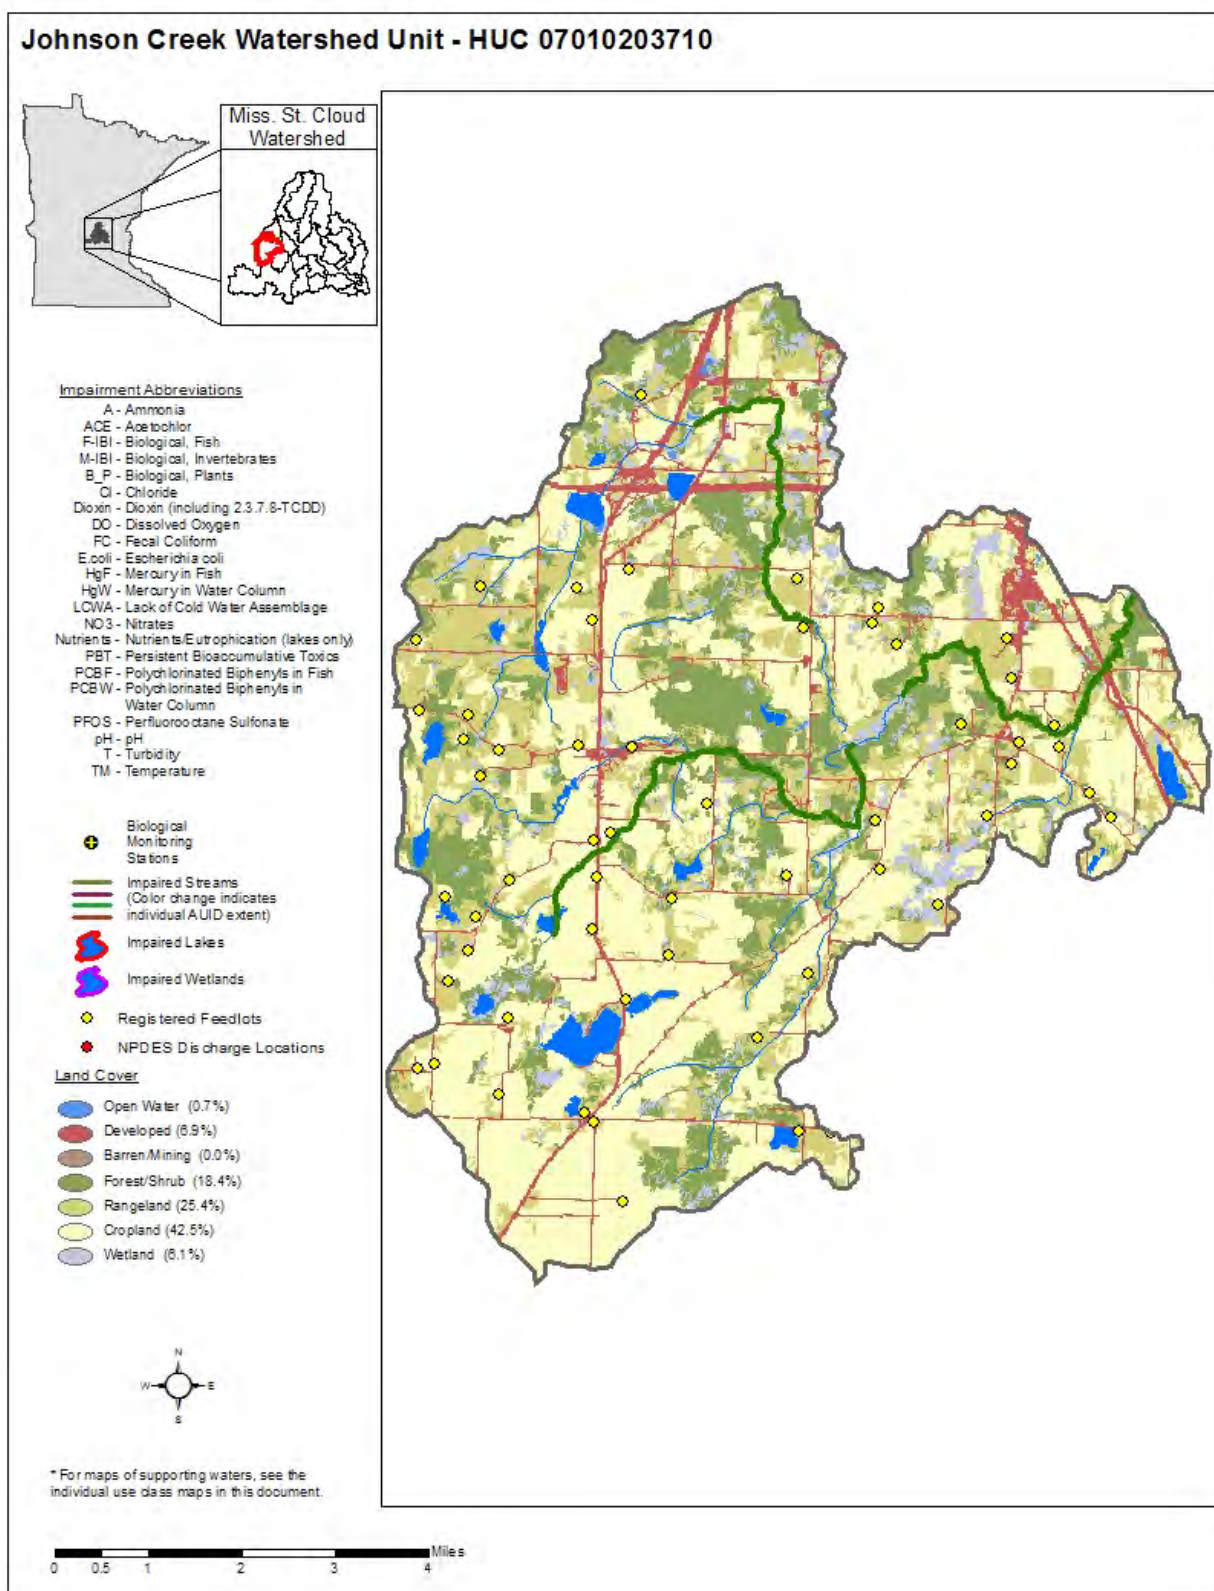 Johnson Creek Watershed Unit - HUC 07010203710
Miss. St. Cloud
Watershed
Impairment Abbreviations
A - Ammonia
ACE - Acetochlor
F-IBI - Biological, Fish
M-IBI - Biological, Invertebrates
B_P - Biological, Plants
Cl - Chloride
Dioxin - Dioxin (including 2.3.7.8-TCDD)
DO - Dissolved Oxygen
FC - Fecal Coliform
E.coli - Escherichia coli
HgF - Mercury in Fish
HgW - Mercury in Water Column
LCWA - Lack of Cold Water Assemblage
NO3 - Nitrates
Nutrients - Nutrients/Eutrophication (lakes only)
PBT - Persistent Bioaccumulative Toxics
PCBF - Polychlorinated Biphenyls in Fish
PCBW - Polychlorinated Biphenyls in
Water Column
PFOS - Perfluorooctane Sulfonate
pH - pH
T - Turbidity
TM - Temperature
Biological
Monitoring
Stations
Impaired Streams
(Color change indicates
individual AUID extent)
Impaired Lakes
Impaired Wetlands
Registered Feedlots
NPDES Discharge Locations
Land Cover
Open Water (0.7%)
Developed (6.9%)
Barren/Mining (0.0%)
Forest/Shrub (18.4%)
Rangeland (25.4%)
Cropland (42.5%)
Wetland (6.1%)
N
W E
S
* For maps of supporting waters, see the
individual use class maps in this document.
Miles
0 0.5 1 2 3 4